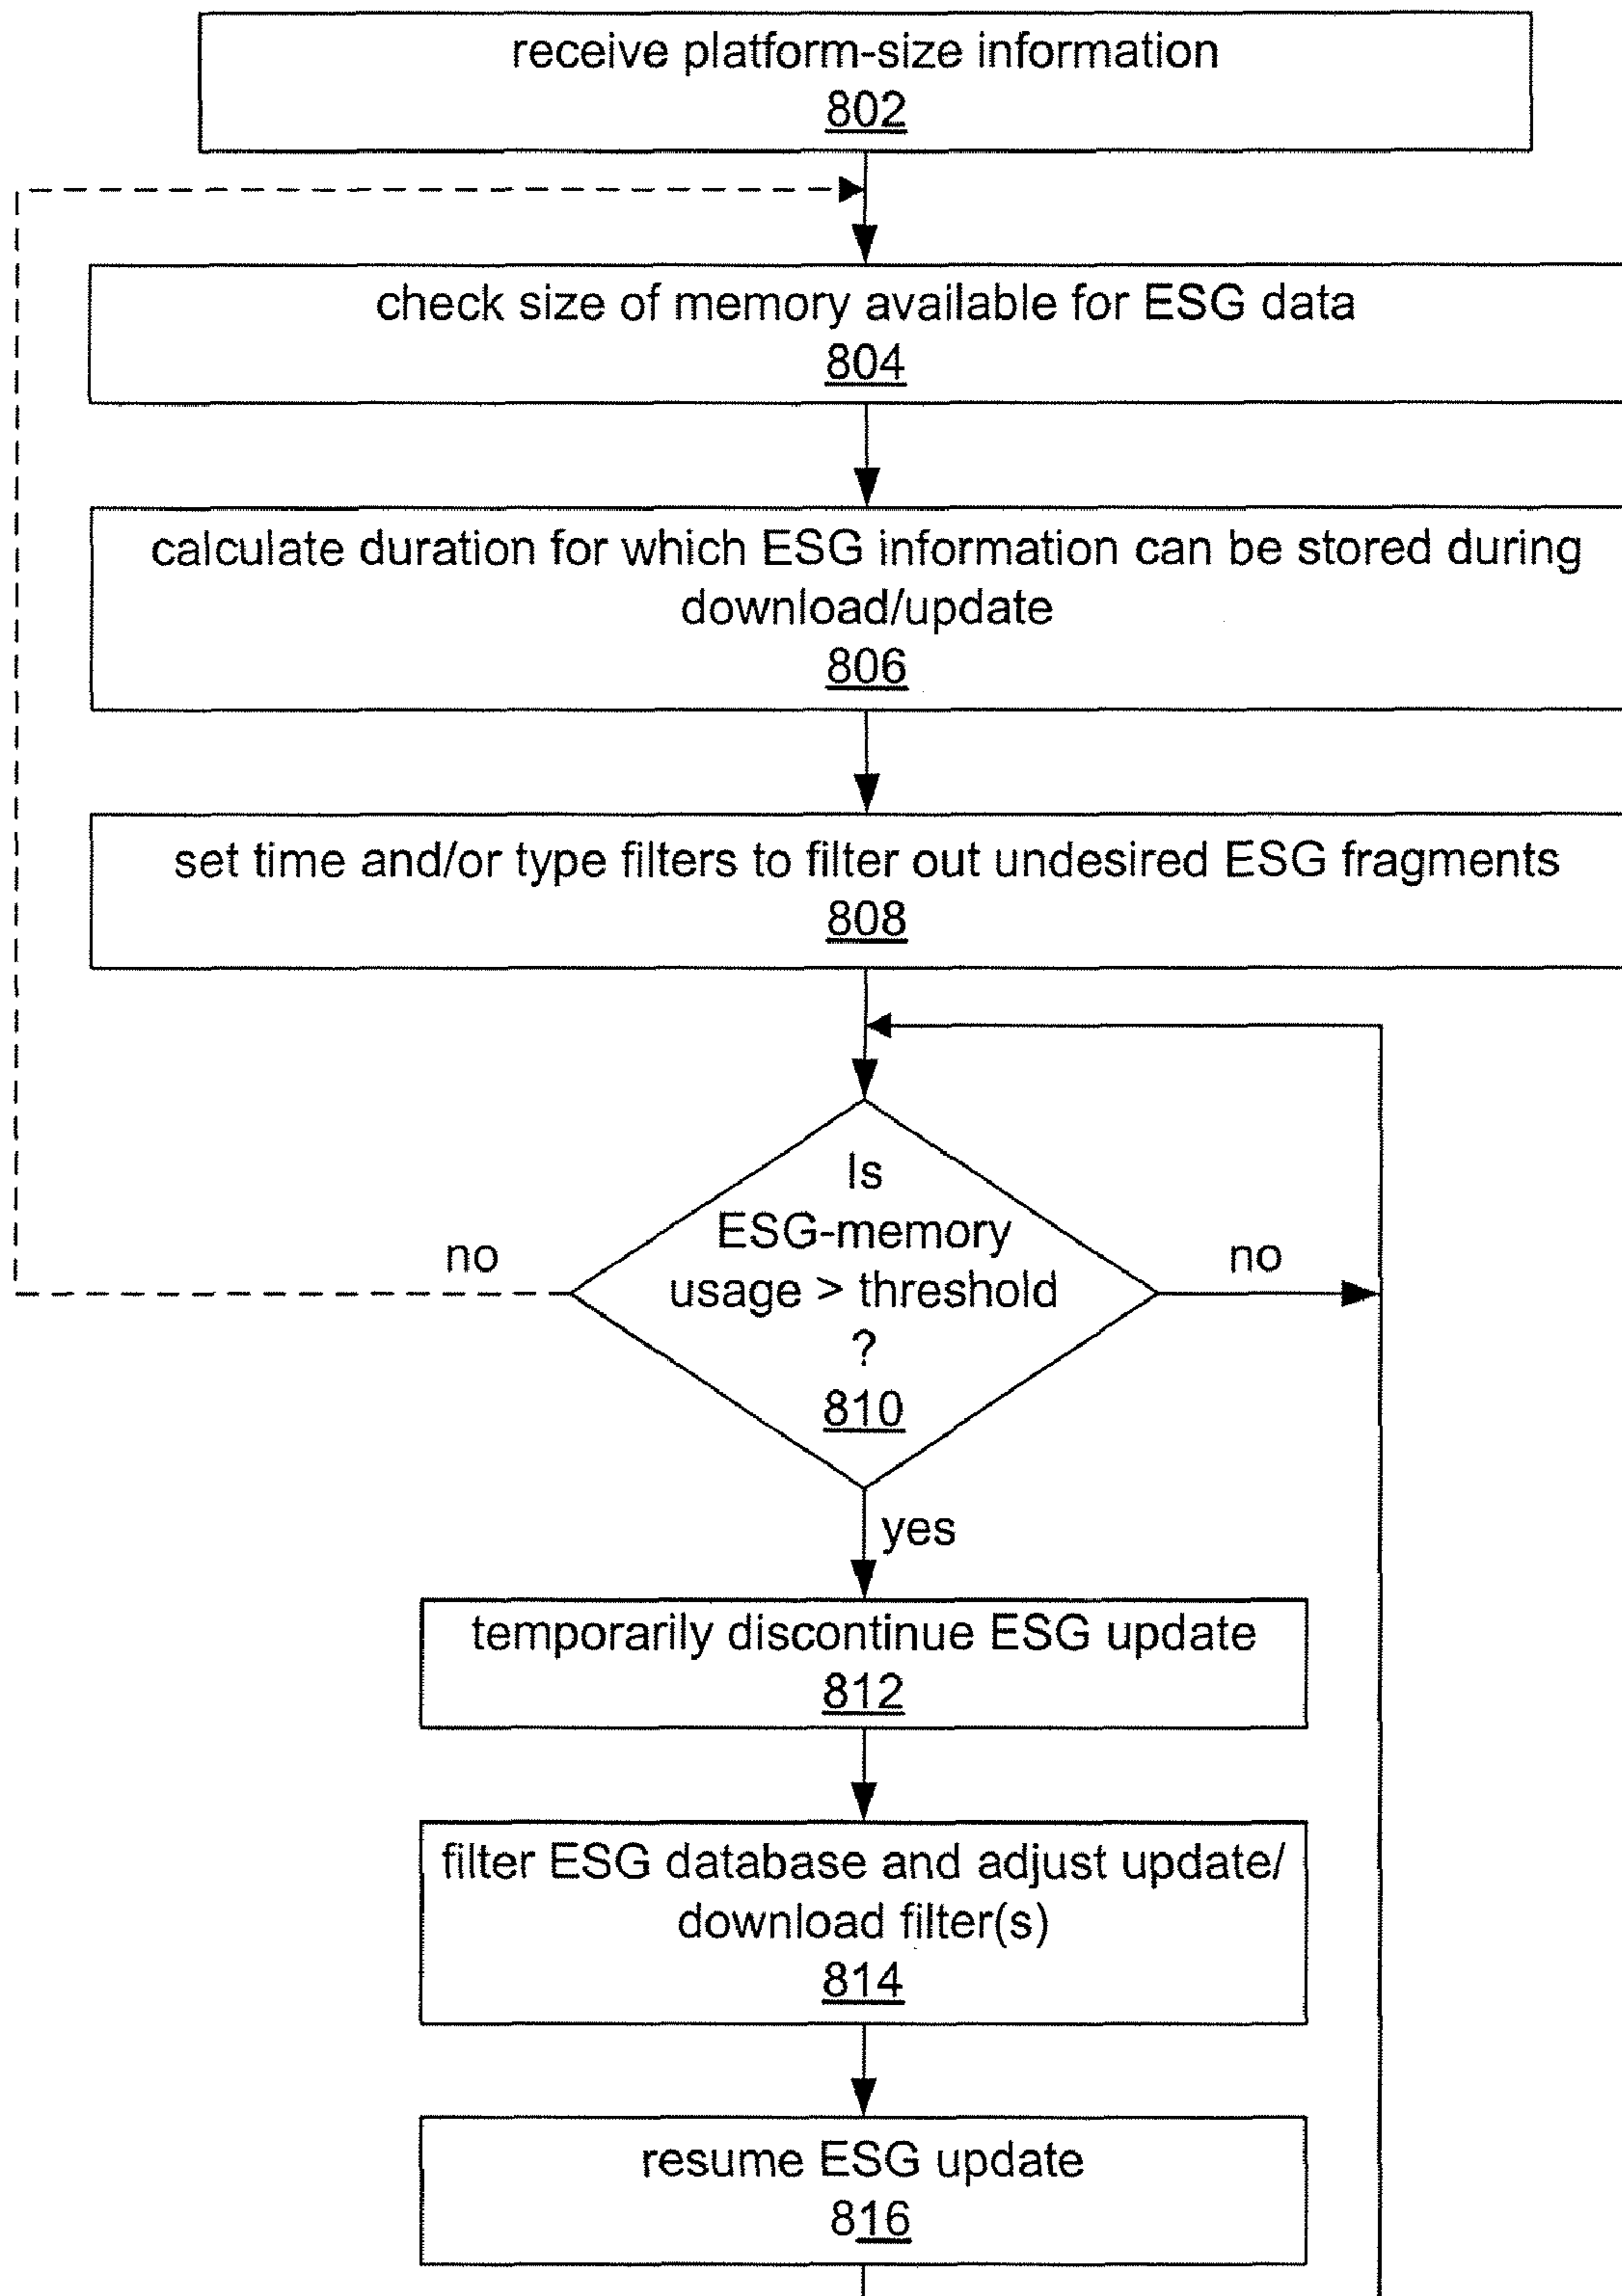 receive platform-size information
802
check size of memory available for ESG data
804
calculate duration for which ESG information can be stored during
download/update
806
set time and/or type filters to filter out undesired ESG fragments
808
Is
ESG-memory
usage > threshold
?
810
no
no
yes
temporarily discontinue ESG update
812
filter ESG database and adjust update/
download filter(s)
814
resume ESG update
816